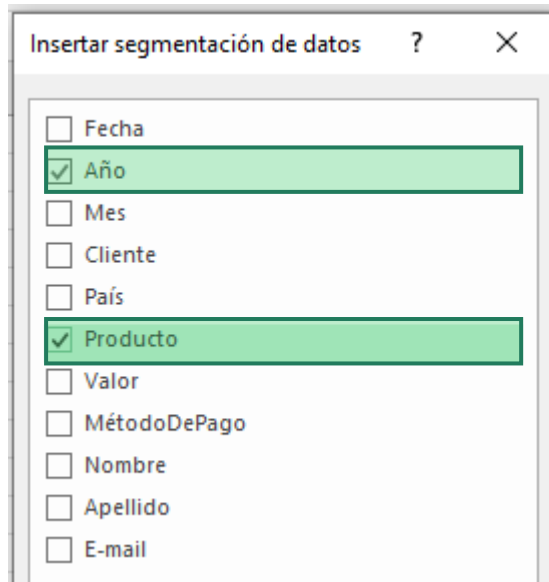 Insertar segmentación de datos ?
Fecha
Año
Mes
Cliente
País
Producto
Valor
MétodoDePago
Nombre
Apellido
E-mail